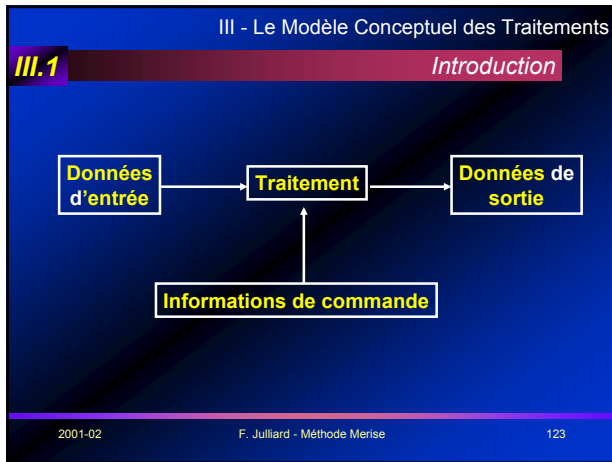 III - Le Modèle Conceptuel des Traitements
III.1
Introduction
Données
d'entrée
Traitement
Données de
sortie
Informations de commande
2001-02
F. Julliard - Méthode Merise
123